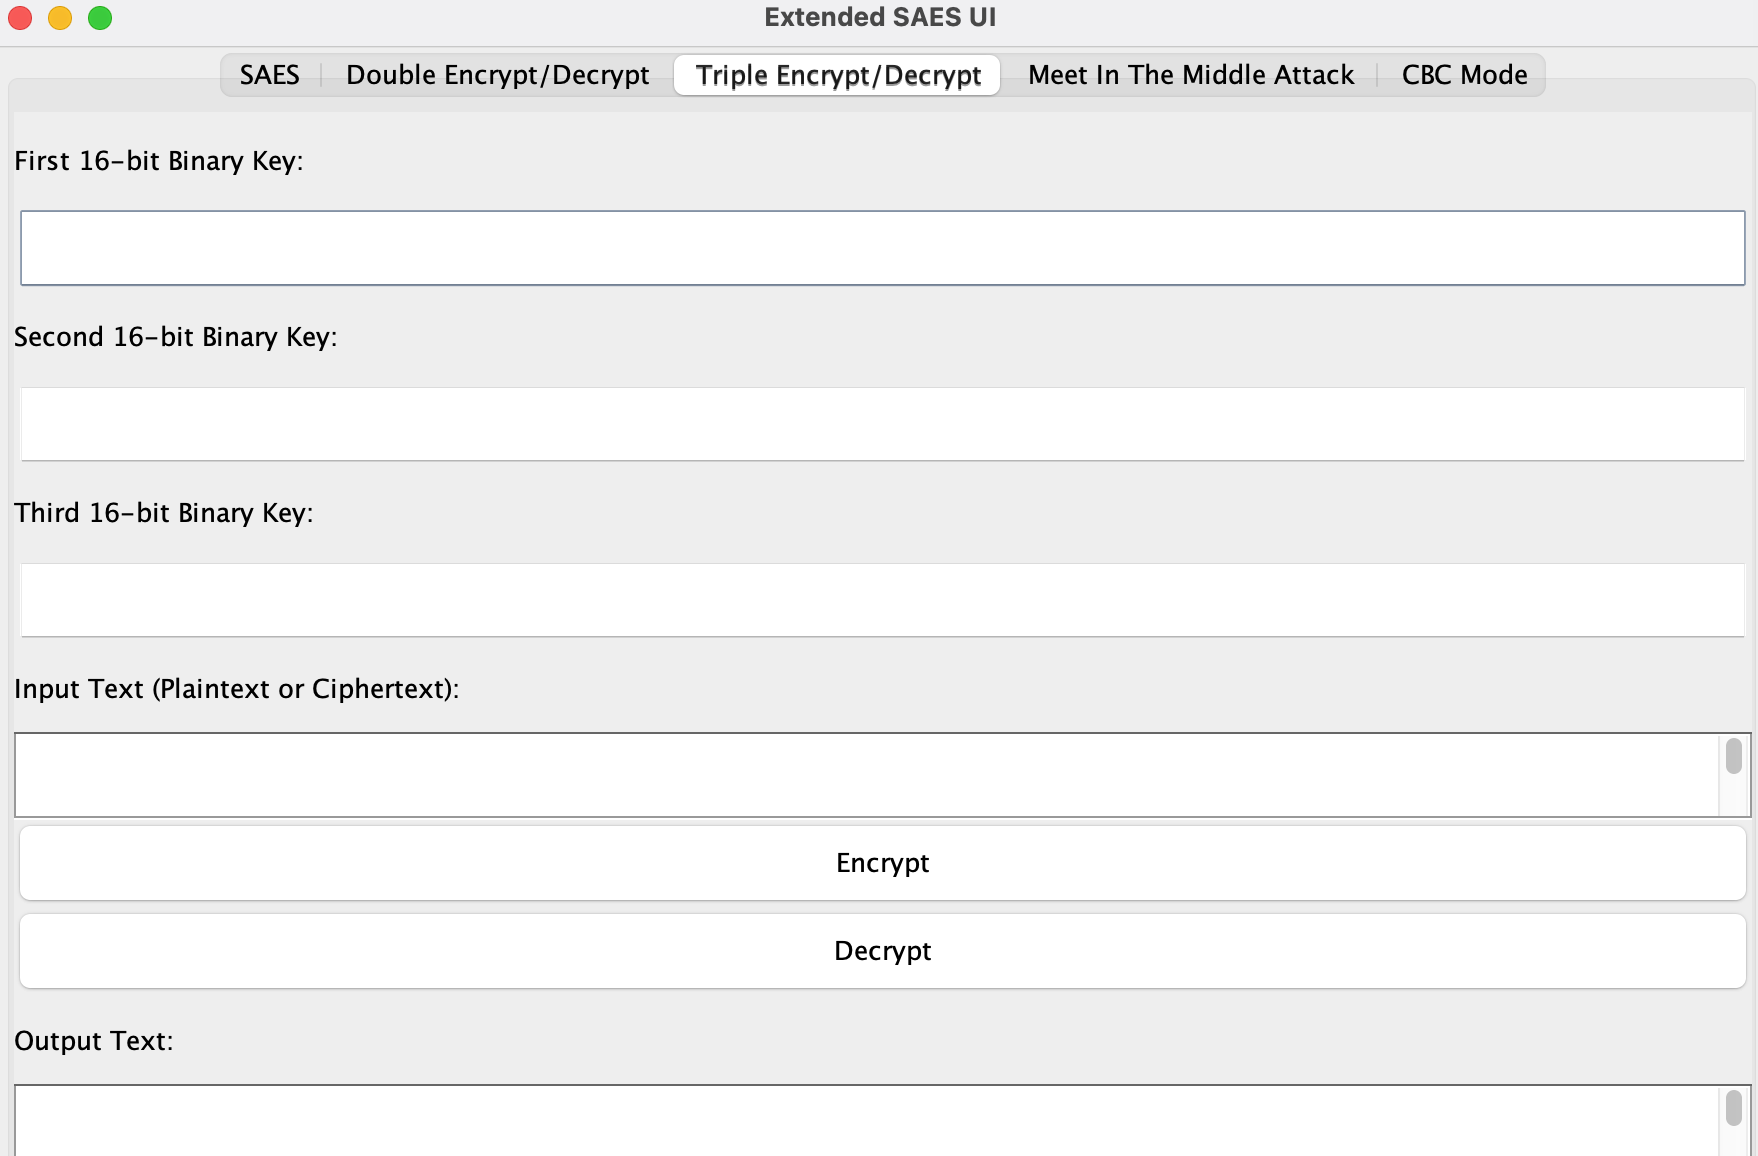 Extended SAES UI
SAES Double Encrypt/Decrypt Triple Encrypt/Decrypt Meet In The Middle Attack CBC Mode
First 16-bit Binary Key:
Second 16-bit Binary Key:
Third 16-bit Binary Key:
Input Text (Plaintext or Ciphertext):
Encrypt
Decrypt
Output Text: